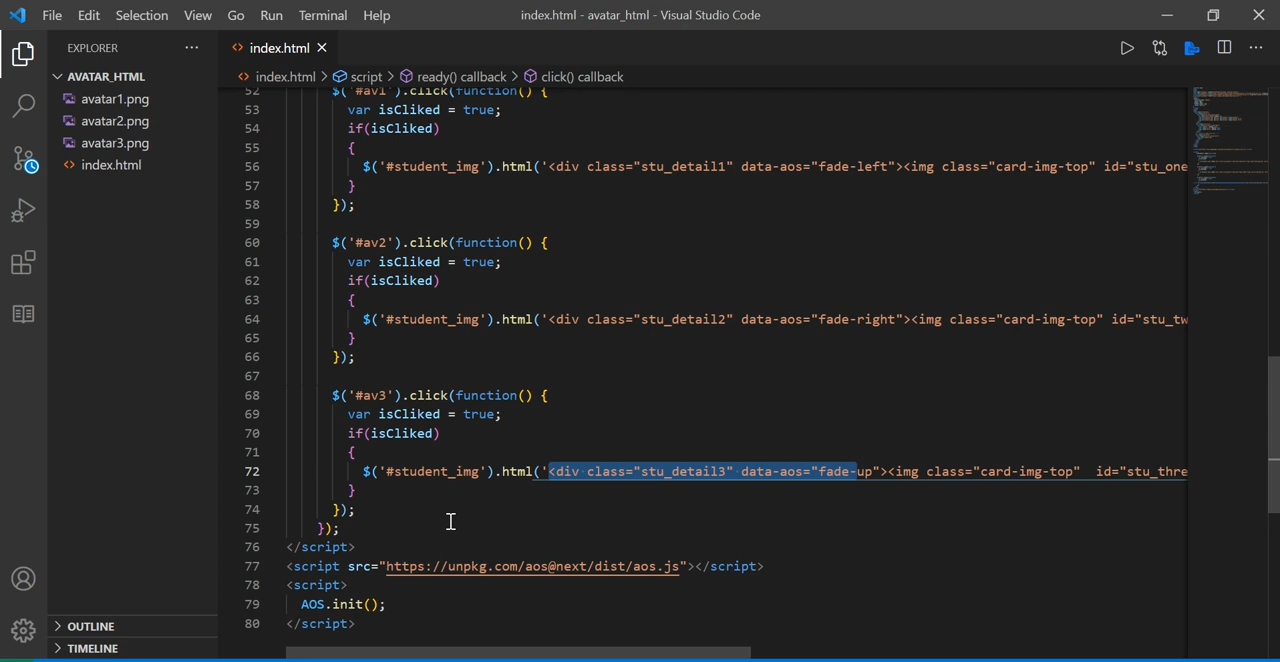 File Edit Selection View Go Run Terminal Help index.html - avatar_html - Visual Studio Code
EXPLORER
index.html
AVATAR_HTML
avatar1.png
avatar2.png
avatar3.png
index.html
OUTLINE
TIMELINE
index.html > script > ready() callback > click() callback
52 $('#av1').click(function() {
53 var isCliked = true;
54 if(isCliked)
55 {
56 $('#student_img').html('<div class="stu_detail1" data-aos="fade-left"><img class="card-img-top" id="stu_one
57 }
58 });
59
60 $('#av2').click(function() {
61 var isCliked = true;
62 if(isCliked)
63 {
64 $('#student_img').html('<div class="stu_detail2" data-aos="fade-right"><img class="card-img-top" id="stu_tw
65 }
66 });
67
68 $('#av3').click(function() {
69 var isCliked = true;
70 if(isCliked)
71 {
72 $('#student_img').html('<div class="stu_detail3" data-aos="fade-up"><img class="card-img-top" id="stu_thre
73 }
74 });
75 });
76 </script>
77 <script src="https://unpkg.com/aos@next/dist/aos.js"></script>
78 <script>
79 AOS.init();
80 </script>